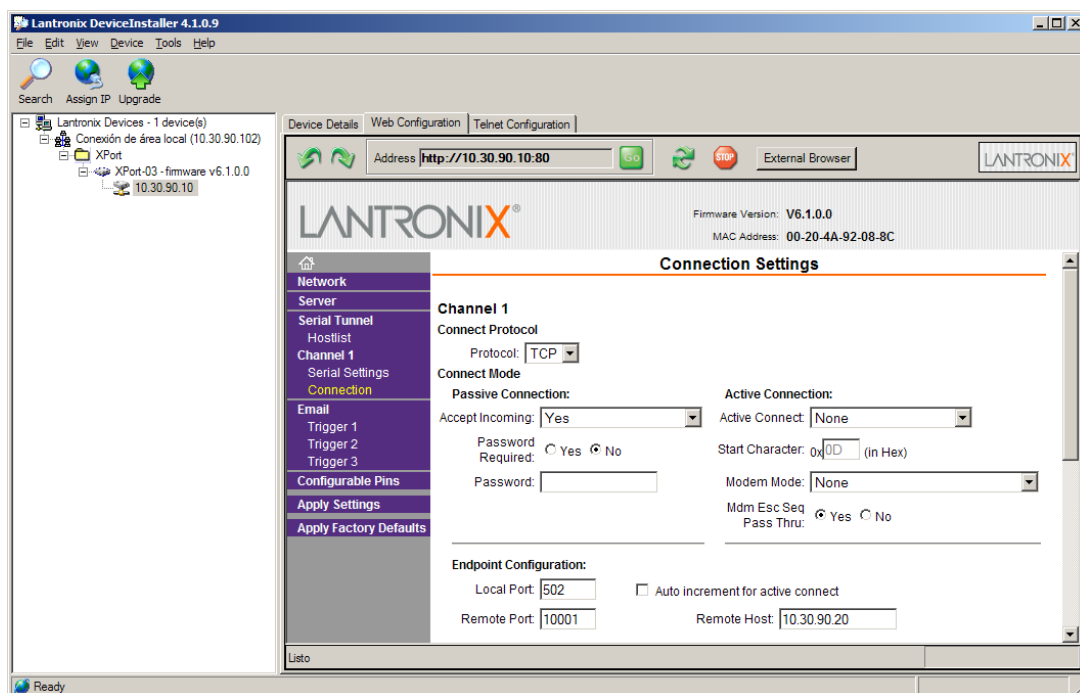 Lantronix DeviceInstaller 4.1.0.9
File Edit View Device Tools Help
Search Assign IP Upgrade
Lantronix Devices - 1 device(s)
Conexión de área local (10.30.90.102)
XPort
XPort-03 - firmware v6.1.0.0
10.30.90.10
Device Details Web Configuration Telnet Configuration
Address http://10.30.90.10:80 Go STOP External Browser LANTRONIX®
LANTRONIX®
Firmware Version: V6.1.0.0
MAC Address: 00-20-4A-92-08-8C
Network
Server
Serial Tunnel
Hostlist
Channel 1
Serial Settings
Connection
Email
Trigger 1
Trigger 2
Trigger 3
Configurable Pins
Apply Settings
Apply Factory Defaults
Connection Settings
Channel 1
Connect Protocol
Protocol: TCP
Connect Mode
Passive Connection:
Accept Incoming: Yes
Password Required: Yes No
Password:
Active Connection:
Active Connect: None
Start Character: 0x 0D (in Hex)
Modem Mode: None
Mdm Esc Seq Pass Thru: Yes No
Endpoint Configuration:
Local Port: 502 Auto increment for active connect
Remote Port: 10001 Remote Host: 10.30.90.20
Listo
Ready